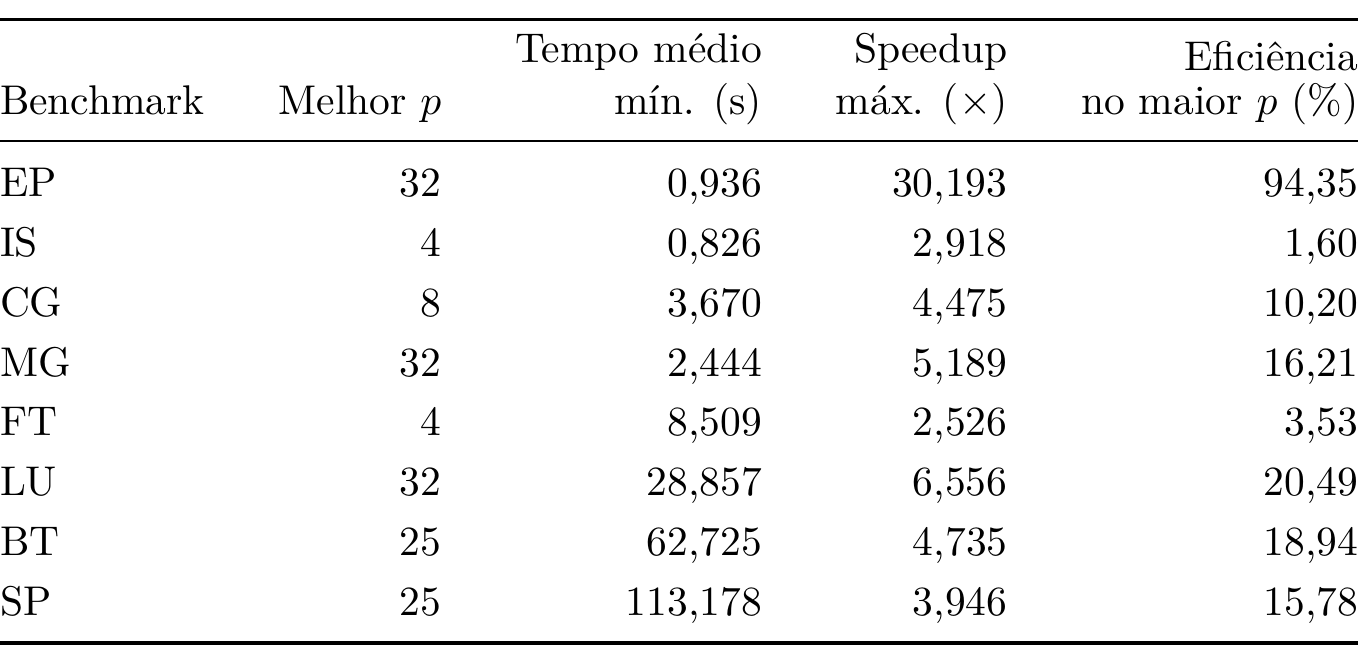 Benchmark Melhor p Tempo médio mín. (s) Speedup máx. (×) Eficiência no maior p (%)
EP 32 0,936 30,193 94,35
IS 4 0,826 2,918 1,60
CG 8 3,670 4,475 10,20
MG 32 2,444 5,189 16,21
FT 4 8,509 2,526 3,53
LU 32 28,857 6,556 20,49
BT 25 62,725 4,735 18,94
SP 25 113,178 3,946 15,78